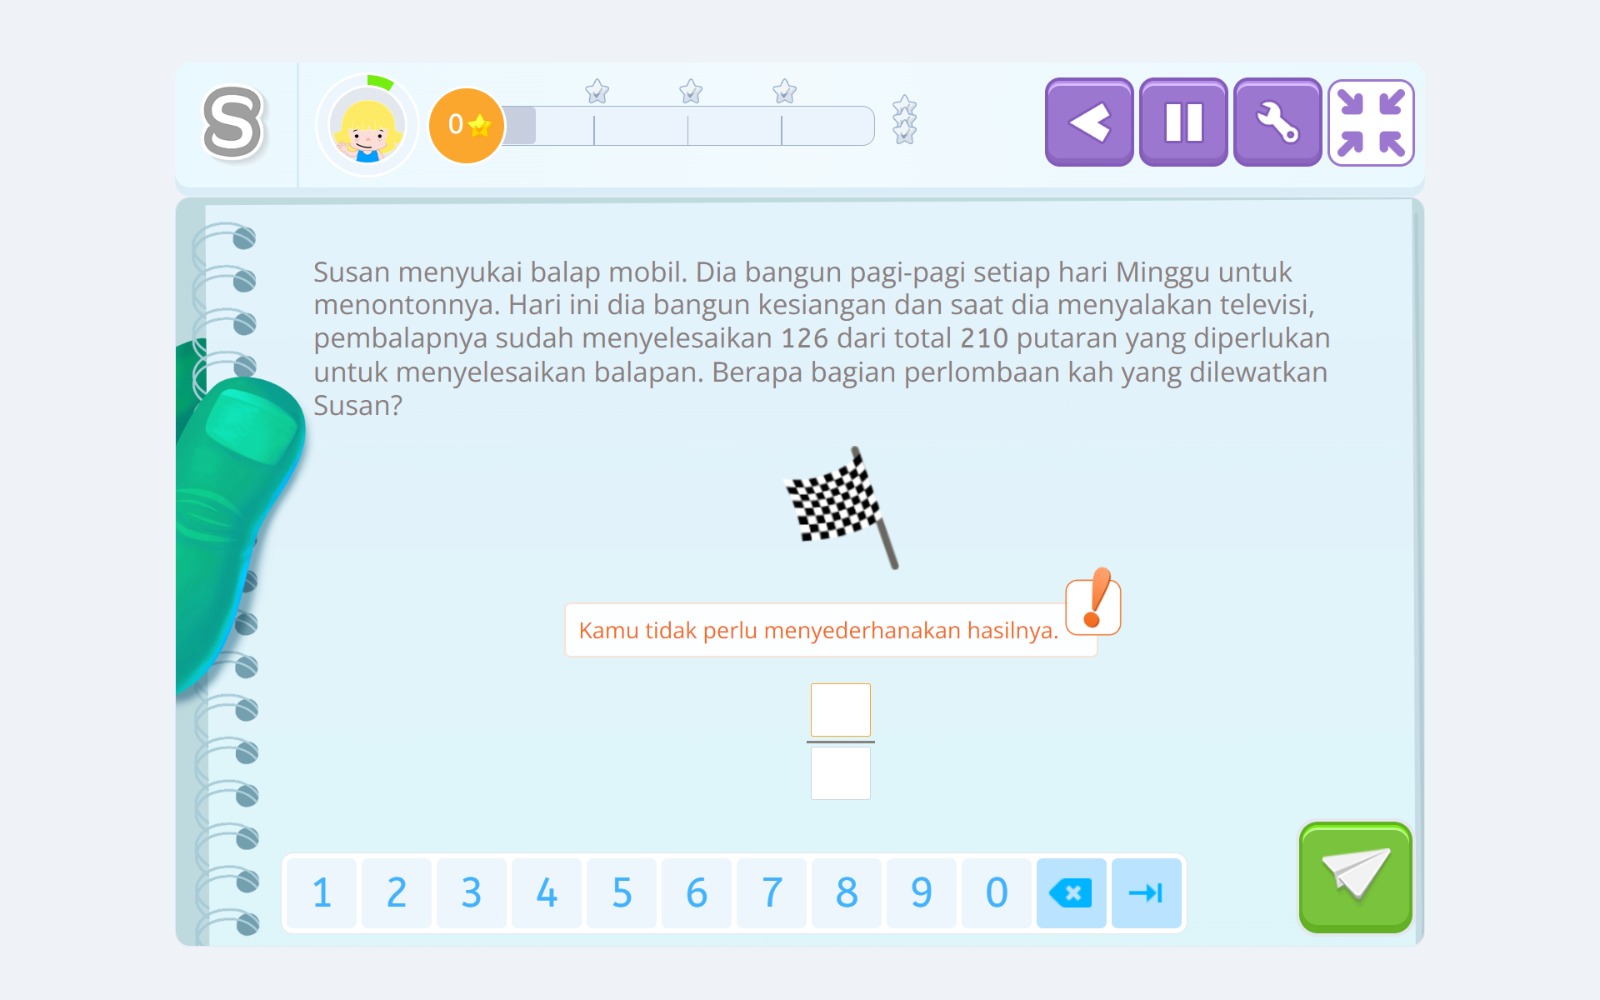 S
0
Susan menyukai balap mobil. Dia bangun pagi-pagi setiap hari Minggu untuk
menontonnya. Hari ini dia bangun kesiangan dan saat dia menyalakan televisi,
pembalapnya sudah menyelesaikan 126 dari total 210 putaran yang diperlukan
untuk menyelesaikan balapan. Berapa bagian perlombaan kah yang dilewatkan
Susan?
Kamu tidak perlu menyederhanakan hasilnya.
1 2 3 4 5 6 7 8 9 0